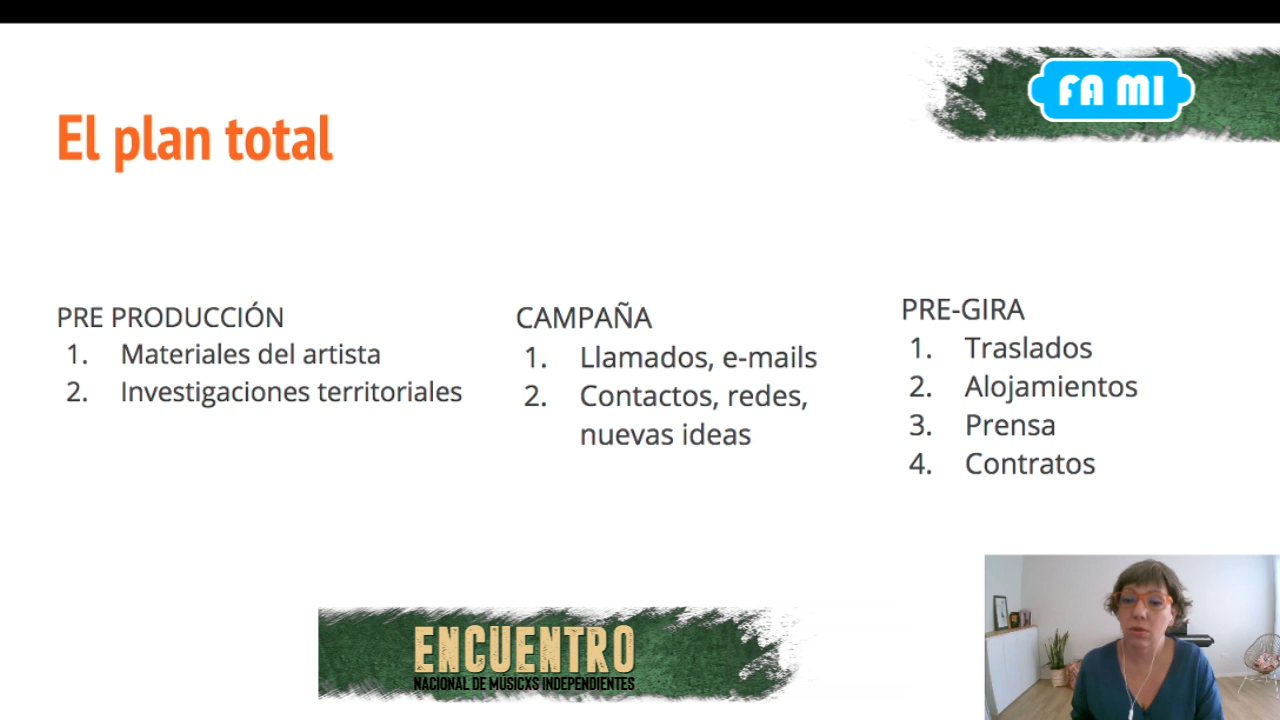 FA MI
El plan total
PRE PRODUCCIÓN
1. Materiales del artista
2. Investigaciones territoriales
CAMPAÑA
1. Llamados, e-mails
2. Contactos, redes,
nuevas ideas
PRE-GIRA
1. Traslados
2. Alojamientos
3. Prensa
4. Contratos
ENCUENTRO
NACIONAL DE MÚSICXS INDEPENDIENTES